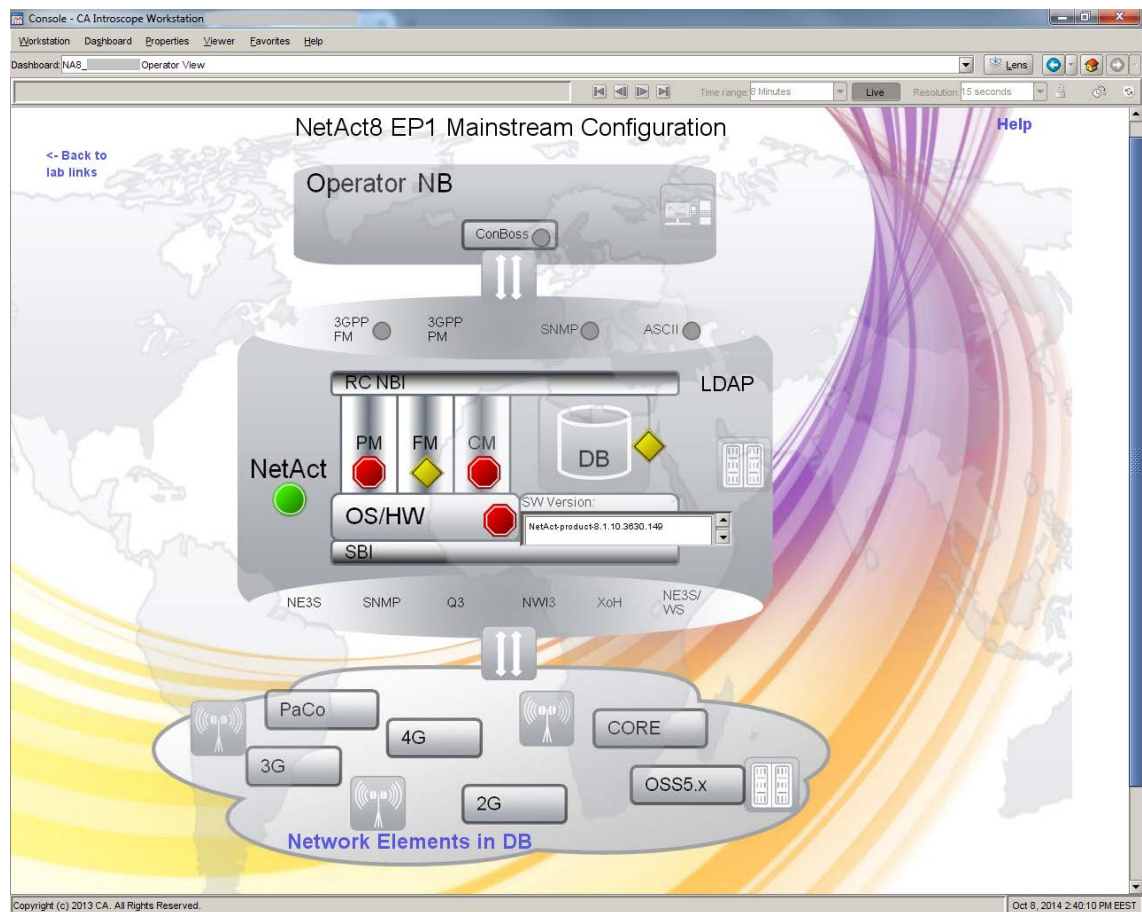 Console - CA Introscope Workstation
Workstation Dashboard Properties Viewer Favorites Help
Dashboard: NA8_ Operator View
Lens
Time range: 8 Minutes Live Resolution: 15 seconds
NetAct8 EP1 Mainstream Configuration
Help
<- Back to
lab links
Operator NB
ConBoss
3GPP
FM
3GPP
PM
SNMP
ASCII
RC NBI
LDAP
PM
FM
CM
DB
NetAct
OS/HW
SW Version:
NetAct-product-8.1.10.3630.149
SBI
NE3S
SNMP
Q3
NWI3
XoH
NE3S/
WS
PaCo
4G
CORE
3G
OSS5.x
2G
Network Elements in DB
Copyright (c) 2013 CA. All Rights Reserved.
Oct 8, 2014 2:40:10 PM EEST